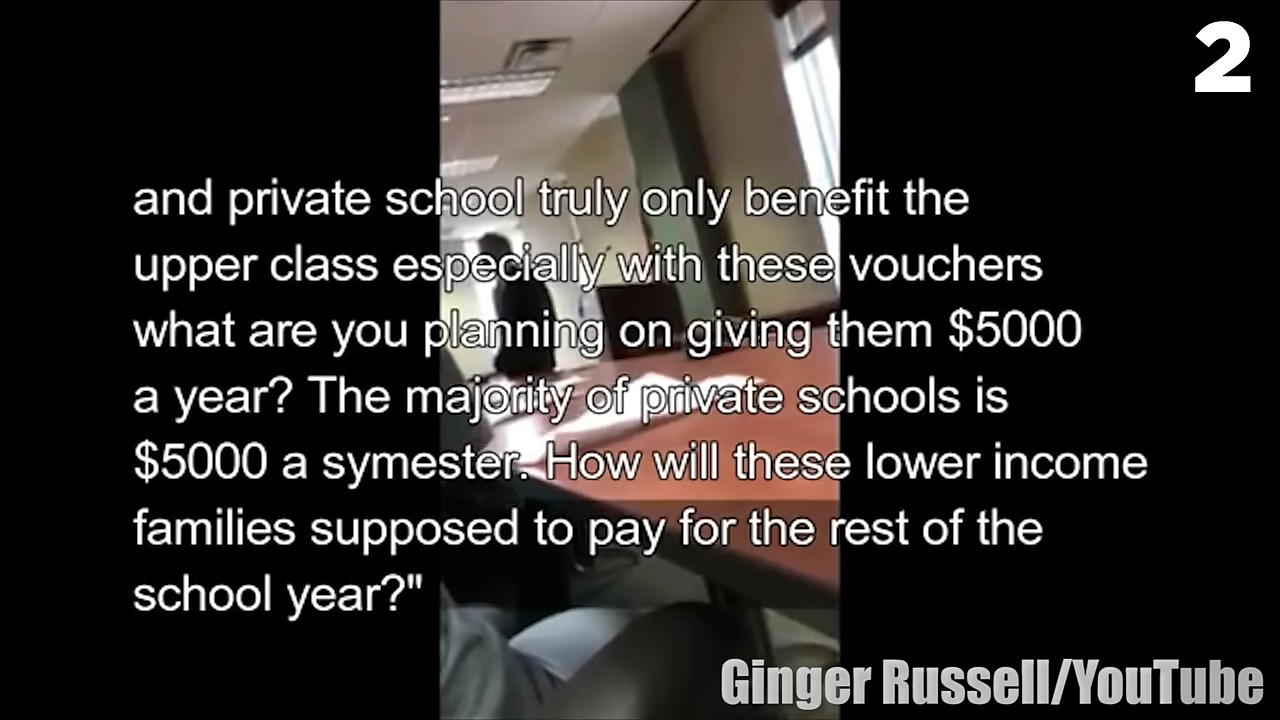 2
and private school truly only benefit the
upper class especially with these vouchers
what are you planning on giving them $5000
a year? The majority of private schools is
$5000 a symester. How will these lower income
families supposed to pay for the rest of the
school year?"
Ginger Russell/YouTube